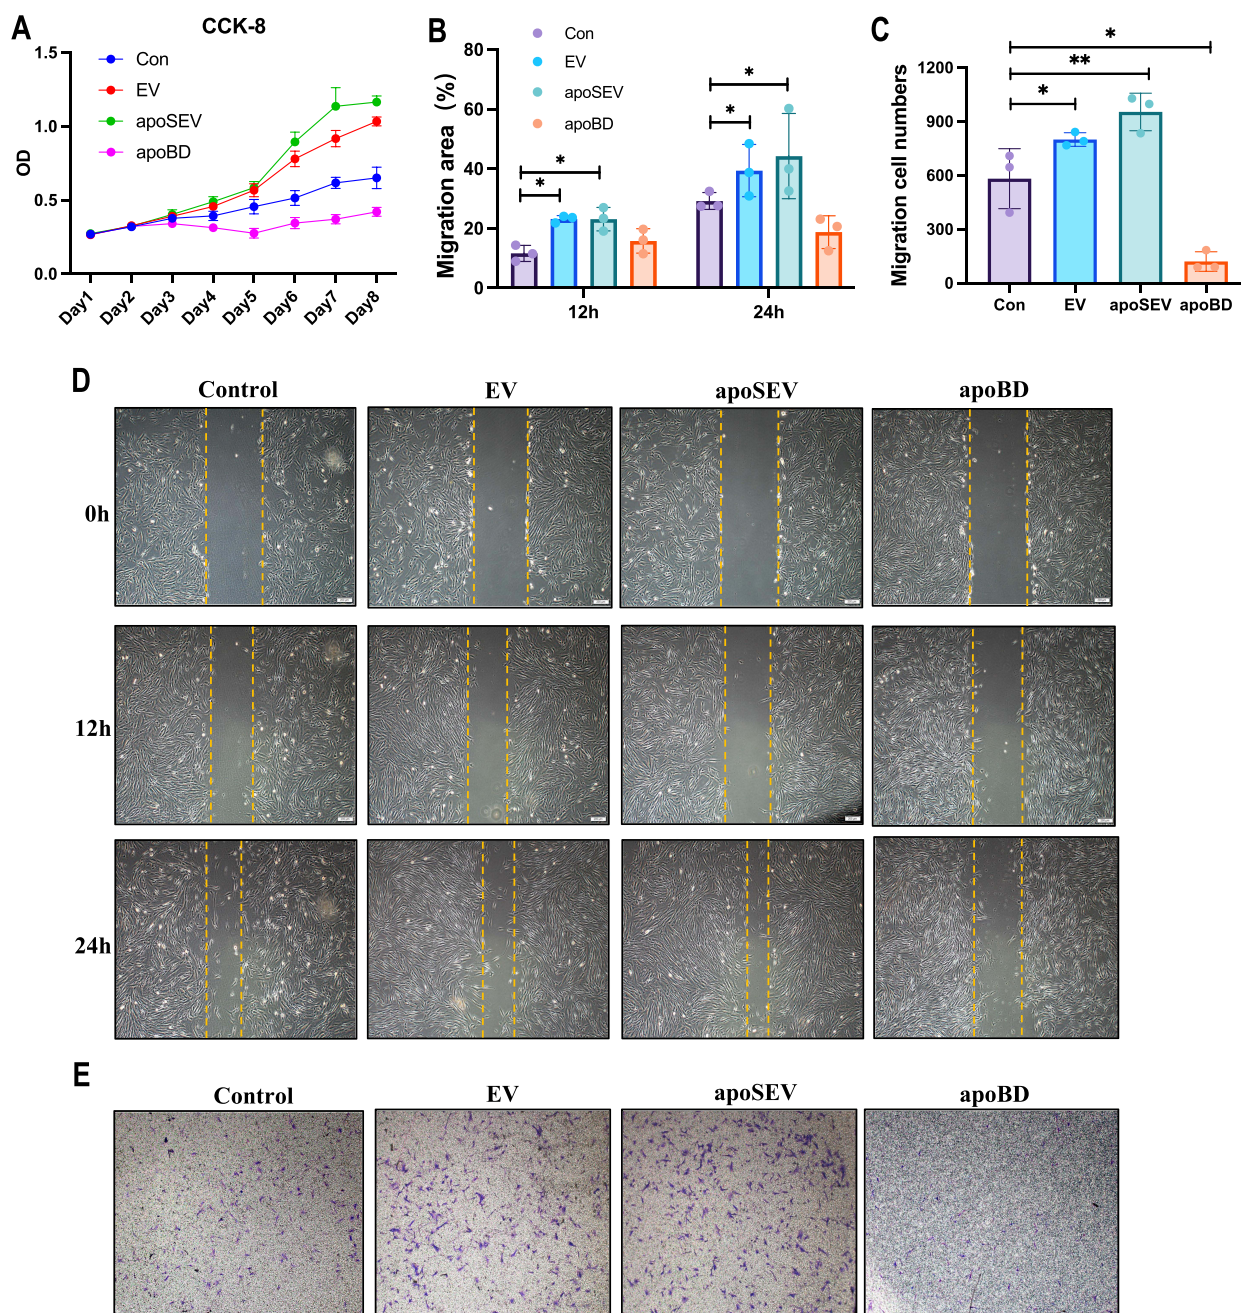 A
CCK-8
Con
EV
apoSEV
apoBD
OD
1.5
1.0
0.5
0.0
Day1
Day2
Day3
Day4
Day5
Day6
Day7
Day8
B
Con
EV
apoSEV
apoBD
Migration area (%)
80
60
40
20
0
*
*
*
*
12h
24h
C
Migration cell numbers
1200
900
600
300
0
*
**
*
Con
EV
apoSEV
apoBD
D
Control
EV
apoSEV
apoBD
0h
12h
24h
E
Control
EV
apoSEV
apoBD